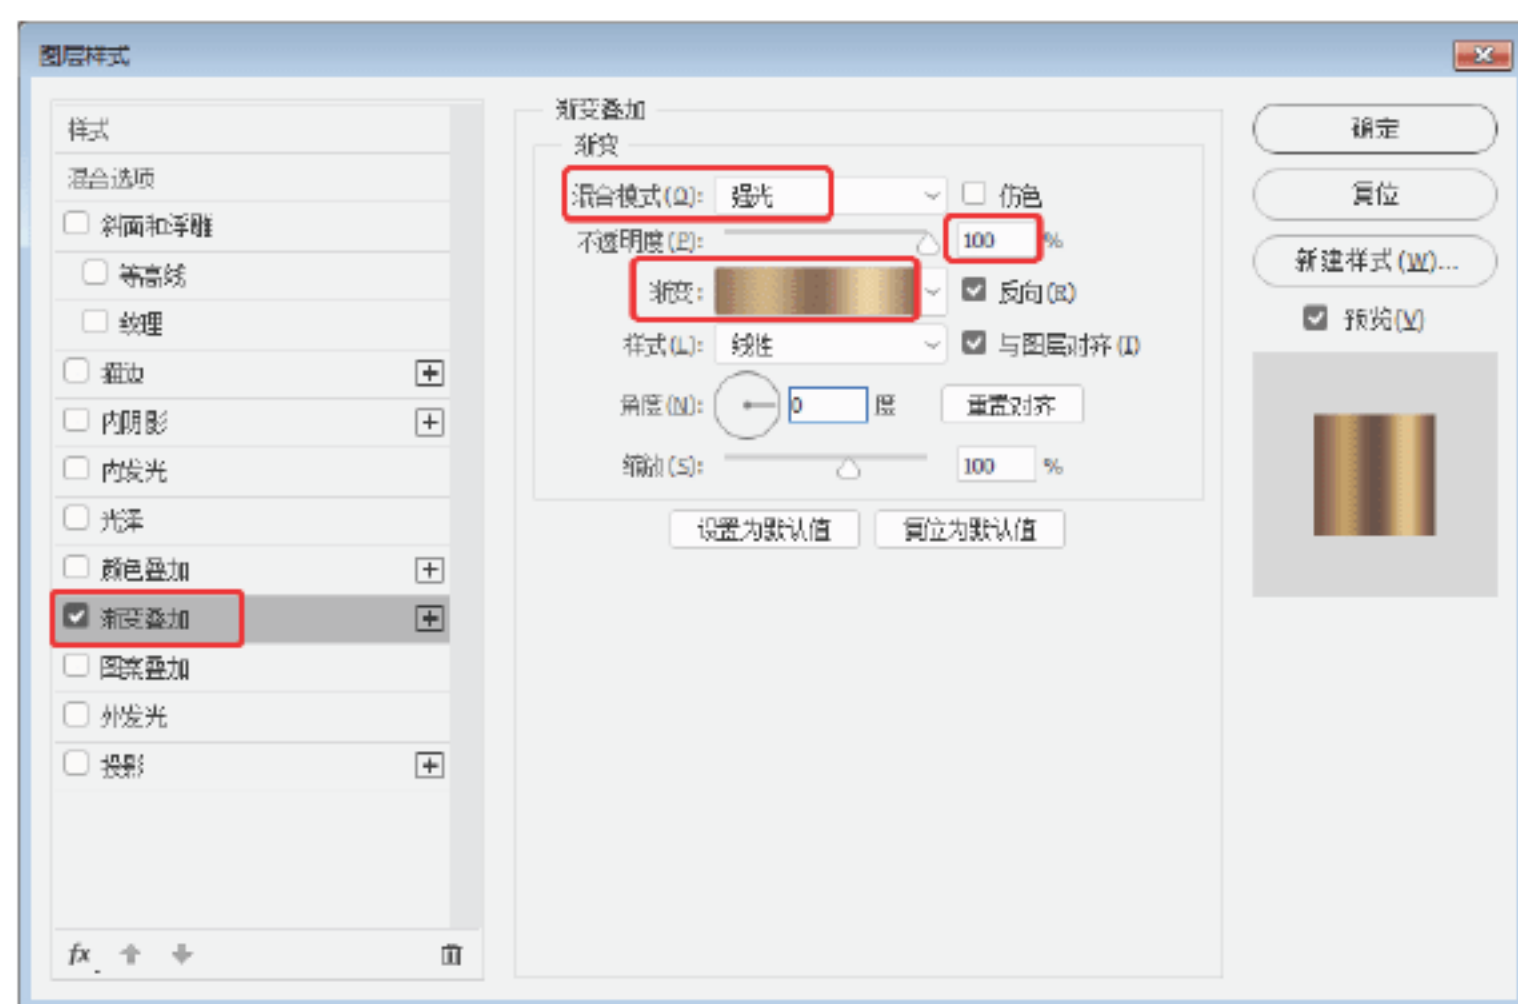 图层样式
样式
混合选项
斜面和浮雕
等高线
纹理
描边
内阴影
内发光
光泽
颜色叠加
渐变叠加
图案叠加
外发光
投影
fx
渐变叠加
渐变
混合模式(O): 强光 仿色
不透明度(P): 100 %
渐变: 反向(R)
样式(L): 线性 与图层对齐(I)
角度(N): 0 度 重置对齐
缩放(S): 100 %
设置为默认值 复位为默认值
确定
复位
新建样式(W)...
预览(V)